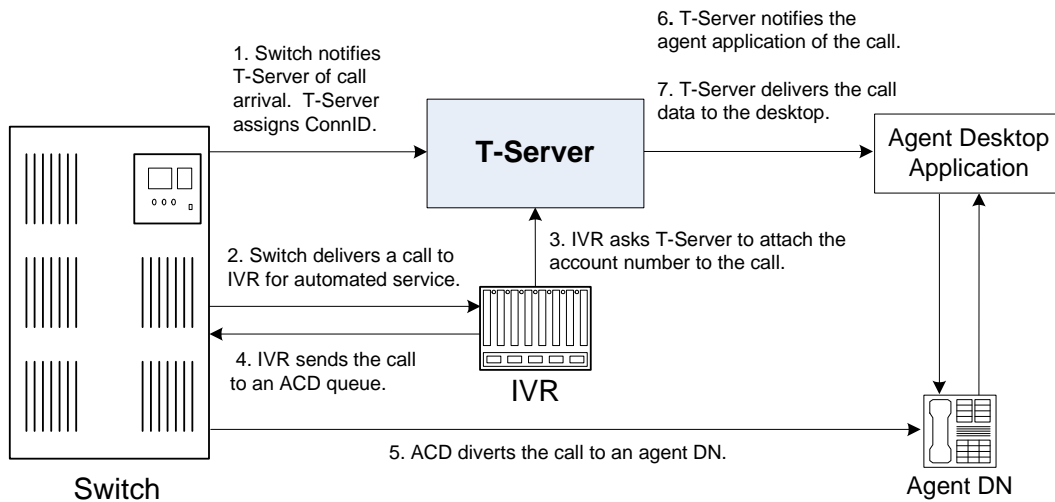 1. Switch notifies
T-Server of call
arrival.  T-Server
assigns ConnID.
6. T-Server notifies the
agent application of the call.
7. T-Server delivers the call
data to the desktop.
T-Server
Agent Desktop
Application
2. Switch delivers a call to
IVR for automated service.
3. IVR asks T-Server to attach the
account number to the call.
4. IVR sends the call
to an ACD queue.
IVR
5. ACD diverts the call to an agent DN.
Switch
Agent DN